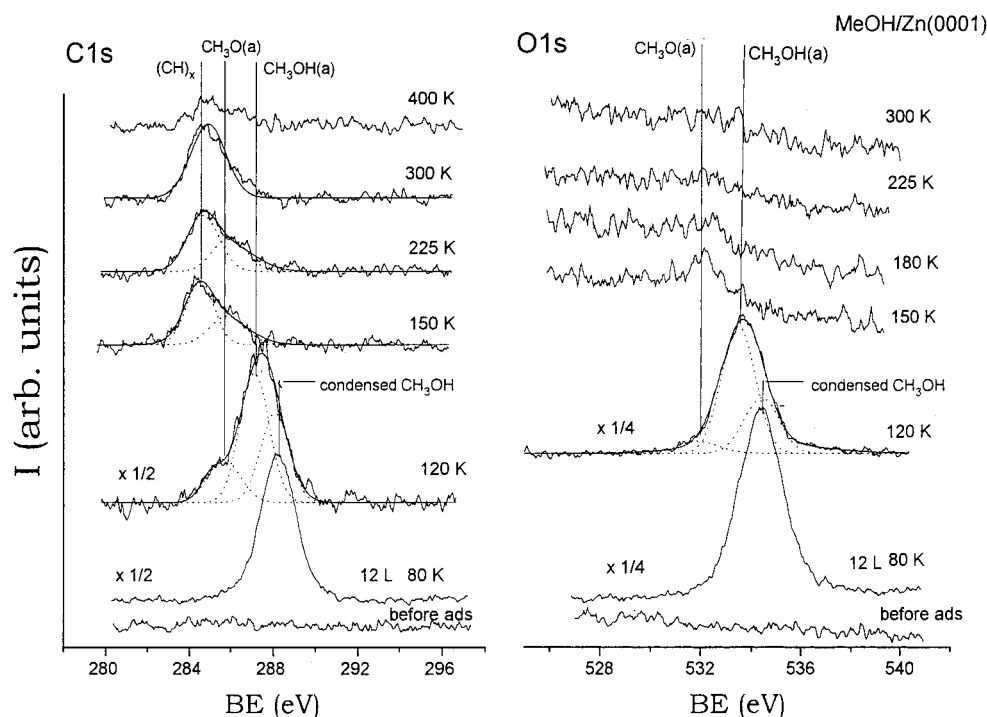 MeOH/Zn(0001)
C1s
CH₃O(a)
(CH)ₓ
CH₃OH(a)
400 K
300 K
225 K
150 K
condensed CH₃OH
x 1/2
120 K
x 1/2
12 L 80 K
before ads
280 284 288 292 296
BE (eV)
I (arb. units)
O1s
CH₃O(a)
CH₃OH(a)
300 K
225 K
180 K
150 K
condensed CH₃OH
x 1/4
120 K
x 1/4
12 L 80 K
before ads
528 532 536 540
BE (eV)